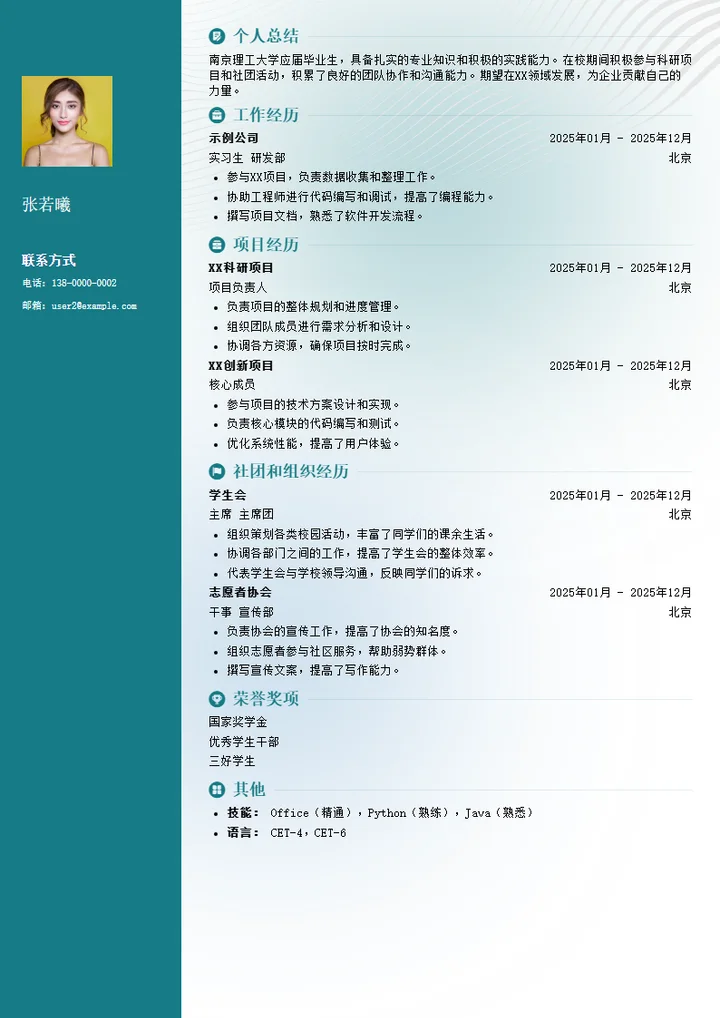 张若曦
联系方式
电话：138-0000-0002
邮箱：user2@example.com
个人总结
南京理工大学应届毕业生，具备扎实的专业知识和积极的实践能力。在校期间积极参与科研项
目和社团活动，积累了良好的团队协作和沟通能力。期望在XX领域发展，为企业贡献自己的
力量。
工作经历
示例公司 2025年01月 - 2025年12月
实习生 研发部 北京
• 参与XX项目，负责数据收集和整理工作。
• 协助工程师进行代码编写和调试，提高了编程能力。
• 撰写项目文档，熟悉了软件开发流程。
项目经历
XX科研项目 2025年01月 - 2025年12月
项目负责人 北京
• 负责项目的整体规划和进度管理。
• 组织团队成员进行需求分析和设计。
• 协调各方资源，确保项目按时完成。
XX创新项目 2025年01月 - 2025年12月
核心成员 北京
• 参与项目的技术方案设计和实现。
• 负责核心模块的代码编写和测试。
• 优化系统性能，提高了用户体验。
社团和组织经历
学生会 2025年01月 - 2025年12月
主席 主席团 北京
• 组织策划各类校园活动，丰富了同学们的课余生活。
• 协调各部门之间的工作，提高了学生会的整体效率。
• 代表学生会与学校领导沟通，反映同学们的诉求。
志愿者协会 2025年01月 - 2025年12月
干事 宣传部 北京
• 负责协会的宣传工作，提高了协会的知名度。
• 组织志愿者参与社区服务，帮助弱势群体。
• 撰写宣传文案，提高了写作能力。
荣誉奖项
国家奖学金
优秀学生干部
三好学生
其他
• 技能： Office（精通），Python（熟练），Java（熟悉）
• 语言： CET-4，CET-6